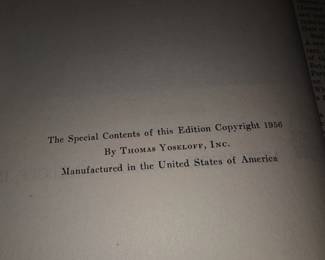 The Special Contents of this Edition Copyright 1956
By Thomas Yoseloff, Inc.
Manufactured in the United States of America